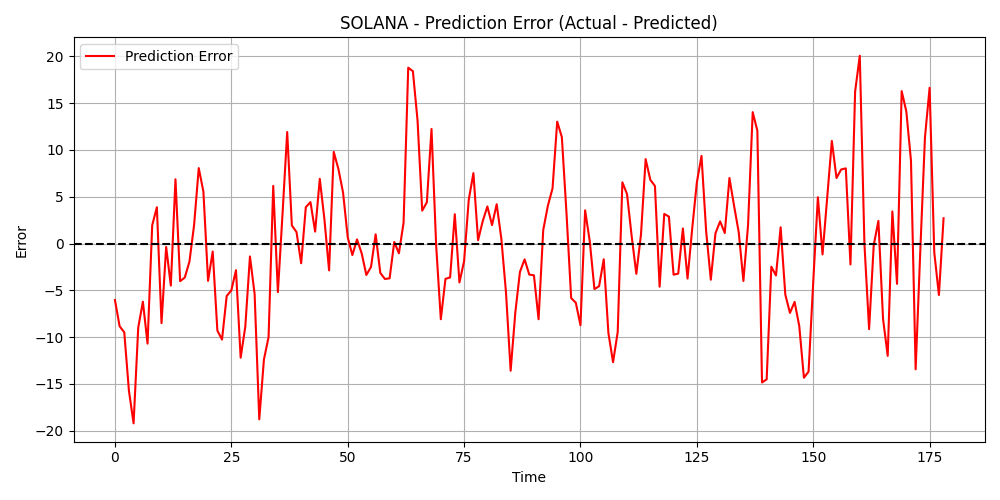 SOLANA - Prediction Error (Actual - Predicted)
Prediction Error
Error
20
15
10
5
0
−5
−10
−15
−20
0 25 50 75 100 125 150 175
Time